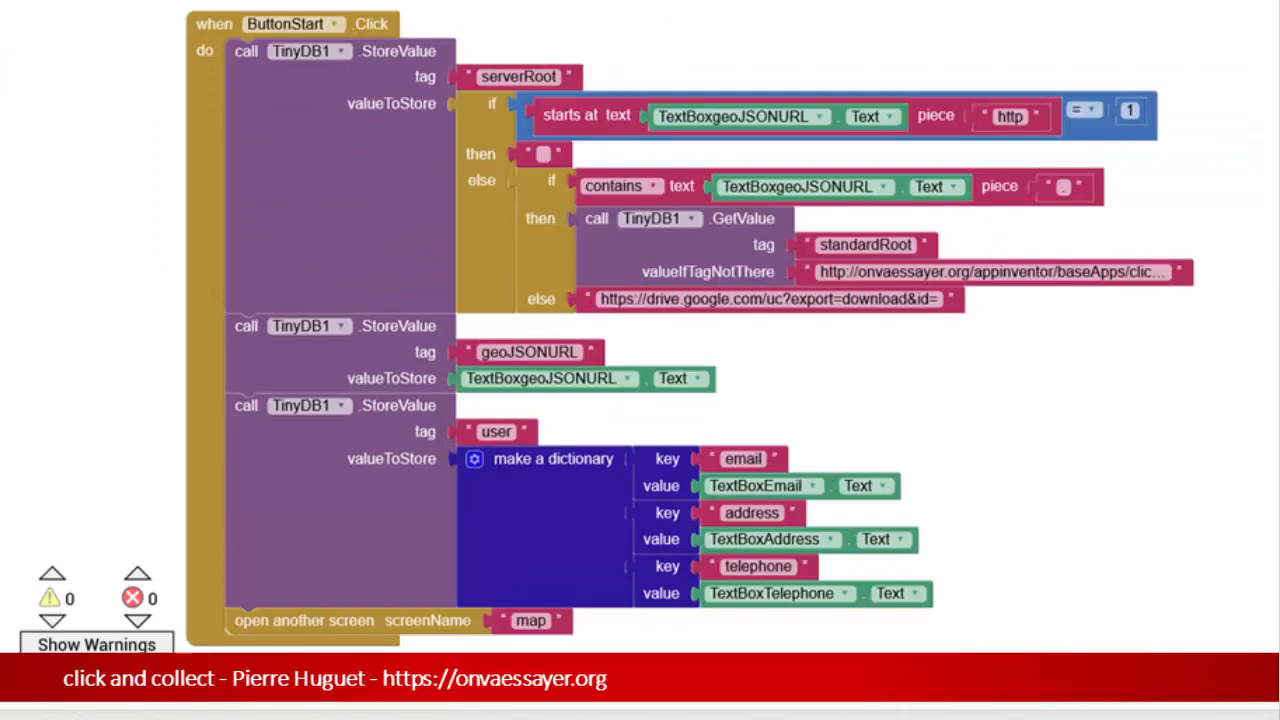 when ButtonStart .Click
do call TinyDB1 .StoreValue
tag " serverRoot "
valueToStore if starts at text TextBoxgeoJSONURL . Text piece " http " = 1
then " "
else if contains text TextBoxgeoJSONURL . Text piece " . "
then call TinyDB1 .GetValue
tag " standardRoot "
valueIfTagNotThere " http://onvaessayer.org/appinventor/baseApps/clic... "
else " https://drive.google.com/uc?export=download&id= "
call TinyDB1 .StoreValue
tag " geoJSONURL "
valueToStore TextBoxgeoJSONURL . Text
call TinyDB1 .StoreValue
tag " user "
valueToStore make a dictionary key " email "
value TextBoxEmail . Text
key " address "
value TextBoxAddress . Text
key " telephone "
value TextBoxTelephone . Text
open another screen screenName " map "
0 0
Show Warnings
click and collect - Pierre Huguet - https://onvaessayer.org